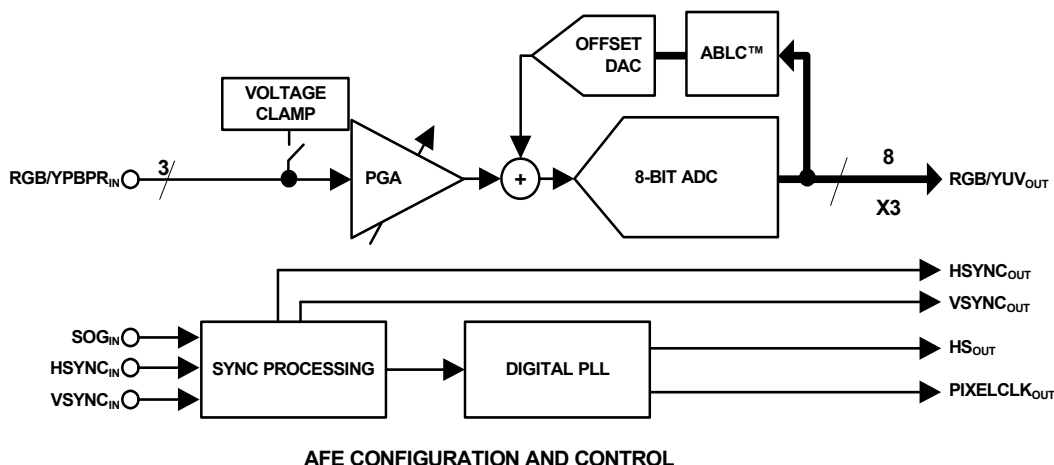 OFFSET
DAC
ABLC™
VOLTAGE
CLAMP
RGB/YPBPRIN
3
PGA
+
8-BIT ADC
8
X3
RGB/YUVOUT
HSYNCOUT
VSYNCOUT
SOGIN
HSYNCIN
VSYNCIN
SYNC PROCESSING
DIGITAL PLL
HSOUT
PIXELCLKOUT
AFE CONFIGURATION AND CONTROL